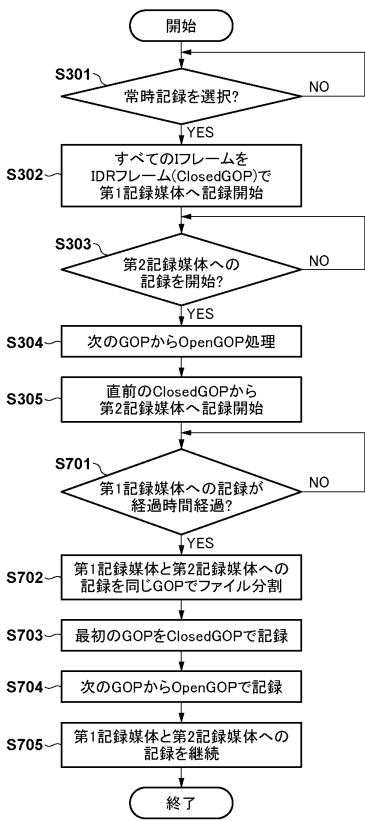 開始
S301
常時記録を選択?
NO
YES
S302
すべてのIフレームを
IDRフレーム(ClosedGOP)で
第1記録媒体へ記録開始
S303
第2記録媒体への
記録を開始?
NO
YES
S304
次のGOPからOpenGOP処理
S305
直前のClosedGOPから
第2記録媒体へ記録開始
S701
第1記録媒体への記録が
経過時間経過?
NO
YES
S702
第1記録媒体と第2記録媒体への
記録を同じGOPでファイル分割
S703
最初のGOPをClosedGOPで記録
S704
次のGOPからOpenGOPで記録
S705
第1記録媒体と第2記録媒体への
記録を継続
終了